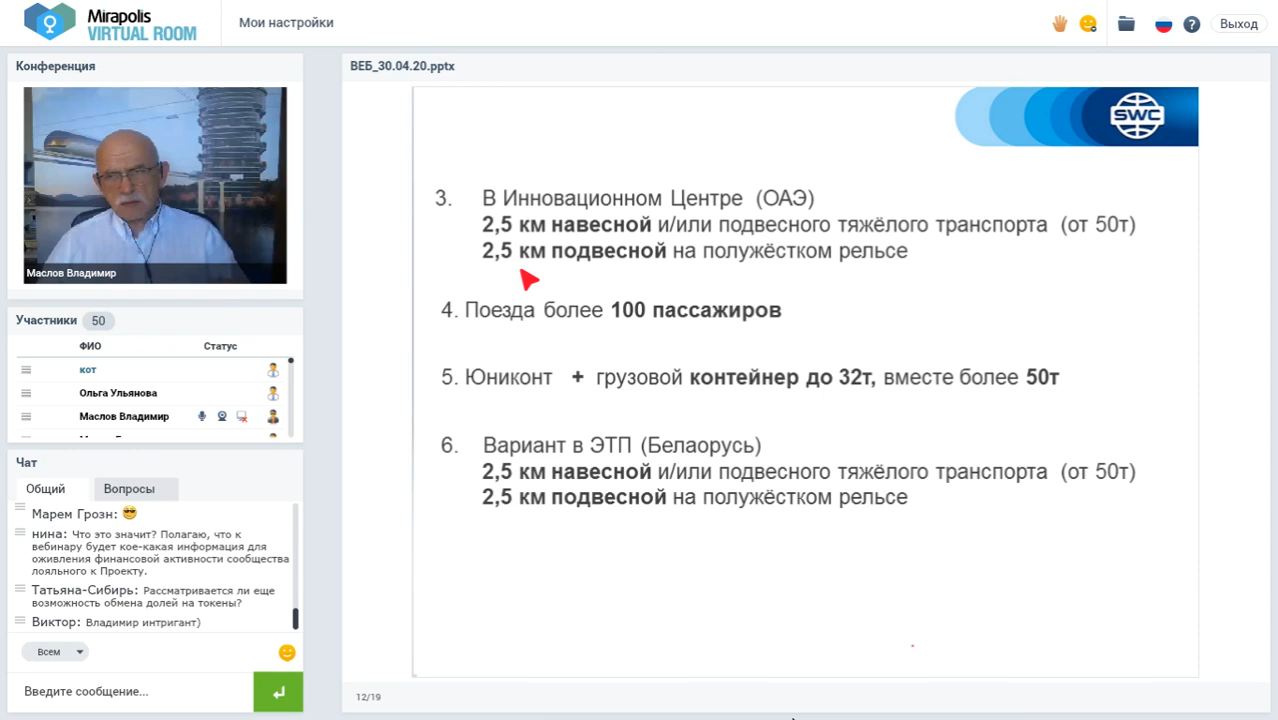 Mirapolis
VIRTUAL ROOM
Мои настройки
?
Выход
Конференция
Маслов Владимир
Участники 50
ФИО Статус
кот
Ольга Ульянова
Маслов Владимир
Чат
Общий Вопросы
Марем Грозн:
нина: Что это значит? Полагаю, что к
вебинару будет кое-какая информация для
оживления финансовой активности сообщества
лояльного к Проекту.
Татьяна-Сибирь: Рассматривается ли еще
возможность обмена долей на токены?
Виктор: Владимир интригант)
Всем
Введите сообщение...
ВЕБ_30.04.20.pptx
SWC
3. В Инновационном Центре (ОАЭ)
2,5 км навесной и/или подвесного тяжёлого транспорта (от 50т)
2,5 км подвесной на полужёстком рельсе
4. Поезда более 100 пассажиров
5. Юниконт + грузовой контейнер до 32т, вместе более 50т
6. Вариант в ЭТП (Белаорусь)
2,5 км навесной и/или подвесного тяжёлого транспорта (от 50т)
2,5 км подвесной на полужёстком рельсе
12/19